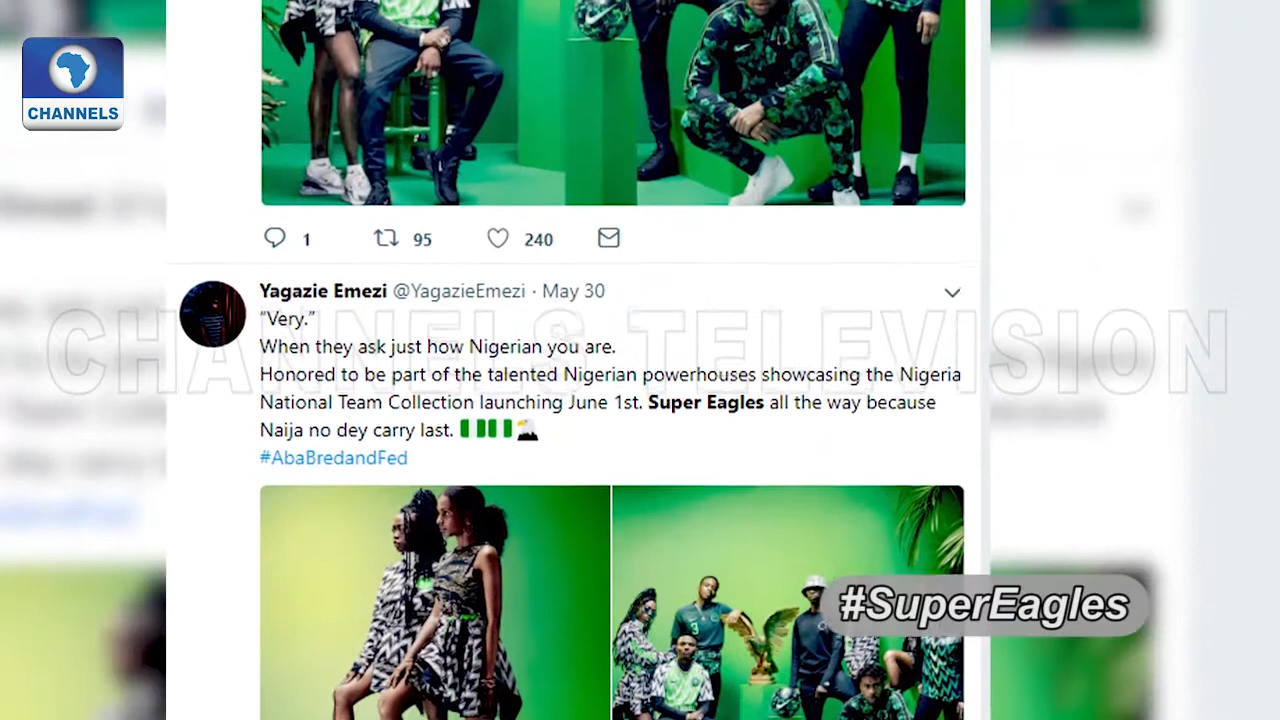 CHANNELS
1 95 240
Yagazie Emezi @YagazieEmezi · May 30
“Very.”
When they ask just how Nigerian you are.
Honored to be part of the talented Nigerian powerhouses showcasing the Nigeria
National Team Collection launching June 1st. Super Eagles all the way because
Naija no dey carry last.
#AbaBredandFed
CHANNELS TELEVISION
3
#SuperEagles